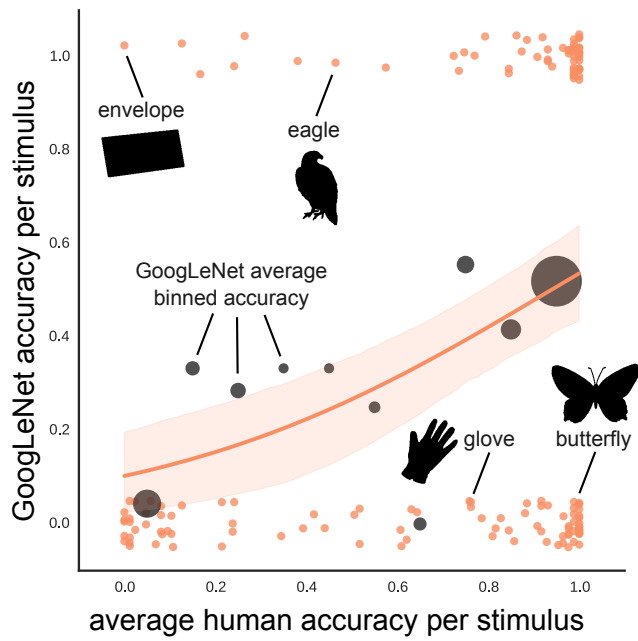 GoogLeNet accuracy per stimulus
1.0
0.8
0.6
0.4
0.2
0.0
envelope
eagle
GoogLeNet average
binned accuracy
glove
butterfly
0.0 0.2 0.4 0.6 0.8 1.0
average human accuracy per stimulus